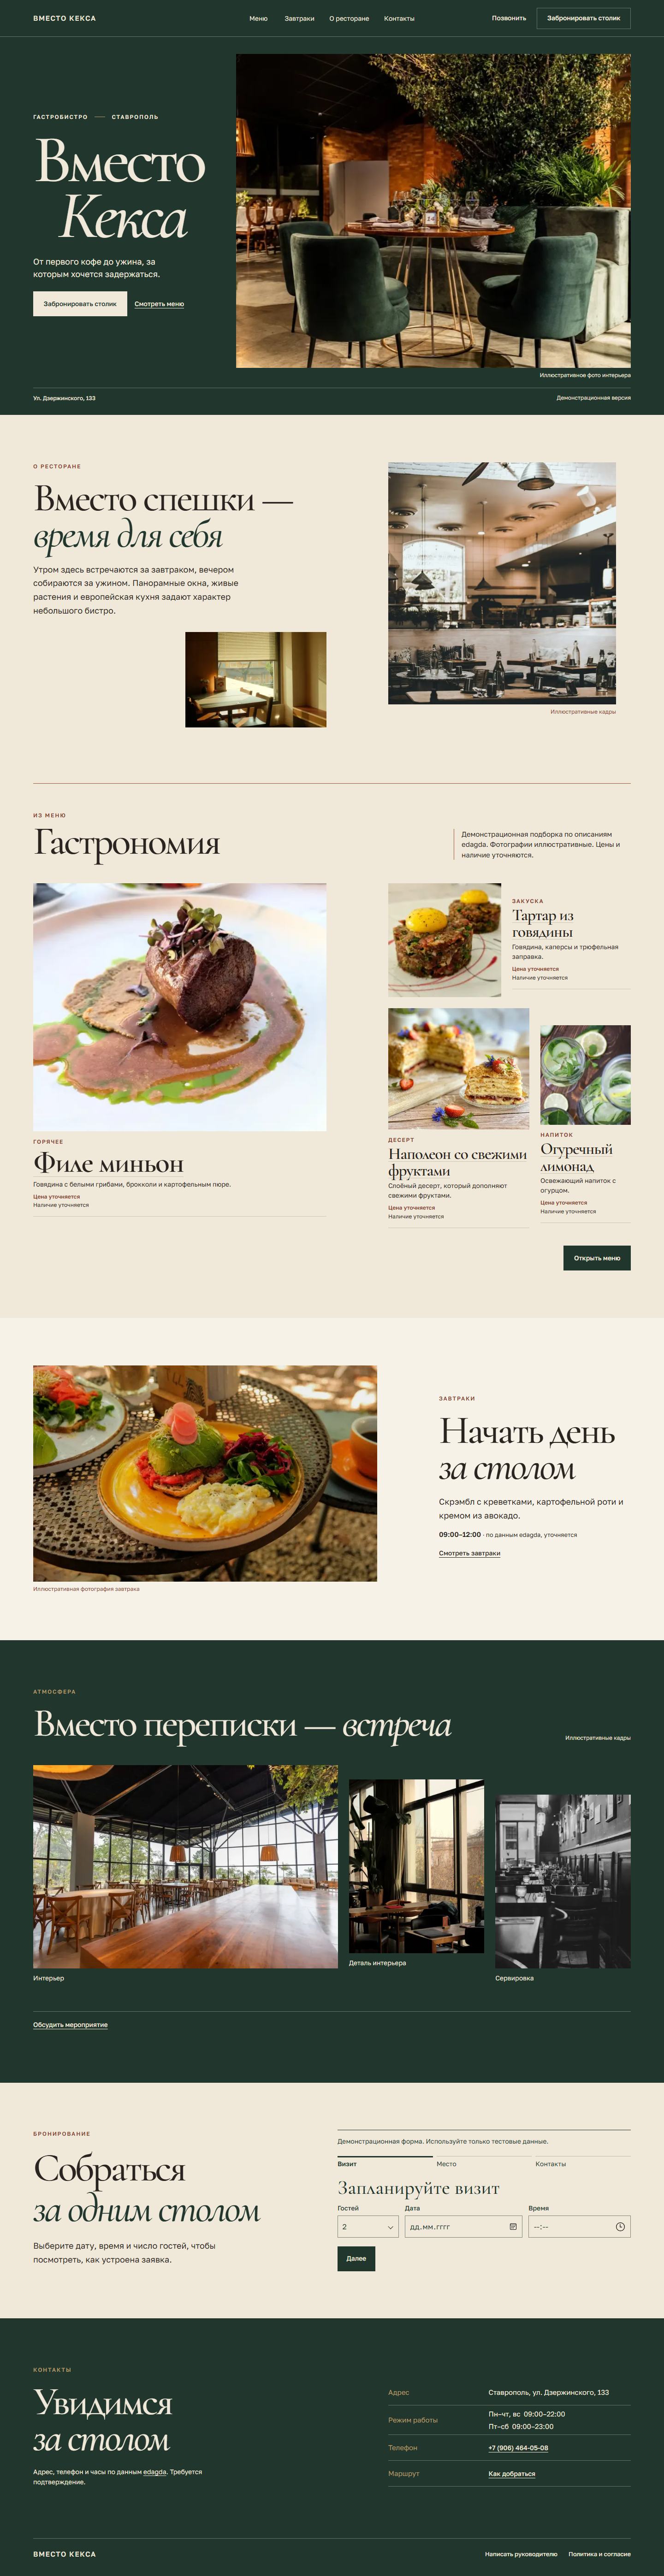 ВМЕСТО КЕКСА
Меню Завтраки О ресторане Контакты
Позвонить Забронировать столик
ГАСТРОБИСТРО — СТАВРОПОЛЬ
Вместо
Кекса
От первого кофе до ужина, за
которым хочется задержаться.
Забронировать столик Смотреть меню
Иллюстративное фото интерьера
Ул. Дзержинского, 133
Демонстрационная версия
О РЕСТОРАНЕ
Вместо спешки —
время для себя
Утром здесь встречаются за завтраком, вечером
собираются за ужином. Панорамные окна, живые
растения и европейская кухня задают характер
небольшого бистро.
Иллюстративные кадры
ИЗ МЕНЮ
Гастрономия
Демонстрационная подборка по описаниям
edagda. Фотографии иллюстративные. Цены и
наличие уточняются.
ГОРЯЧЕЕ
Филе миньон
Говядина с белыми грибами, брокколи и картофельным пюре.
Цена уточняется
Наличие уточняется
ЗАКУСКА
Тартар из
говядины
Говядина, каперсы и трюфельная
заправка.
Цена уточняется
Наличие уточняется
ДЕСЕРТ
Наполеон со свежими
фруктами
Слоёный десерт, который дополняют
свежими фруктами.
Цена уточняется
Наличие уточняется
НАПИТОК
Огуречный
лимонад
Освежающий напиток с
огурцом.
Цена уточняется
Наличие уточняется
Открыть меню
ЗАВТРАКИ
Начать день
за столом
Скрэмбл с креветками, картофельной роти и
кремом из авокадо.
09:00–12:00 · по данным edagda, уточняется
Смотреть завтраки
Иллюстративная фотография завтрака
АТМОСФЕРА
Вместо переписки — встреча
Иллюстративные кадры
Интерьер
Деталь интерьера
Сервировка
Обсудить мероприятие
БРОНИРОВАНИЕ
Собраться
за одним столом
Выберите дату, время и число гостей, чтобы
посмотреть, как устроена заявка.
Демонстрационная форма. Используйте только тестовые данные.
Визит Место Контакты
Запланируйте визит
Гостей Дата Время
2 дд.мм.гггг --:--
Далее
КОНТАКТЫ
Увидимся
за столом
Адрес, телефон и часы по данным edagda. Требуется
подтверждение.
Адрес Ставрополь, ул. Дзержинского, 133
Режим работы Пн–чт, вс 09:00–22:00
Пт–сб 09:00–23:00
Телефон +7 (906) 464-05-08
Маршрут Как добраться
ВМЕСТО КЕКСА
Написать руководителю Политика и согласие